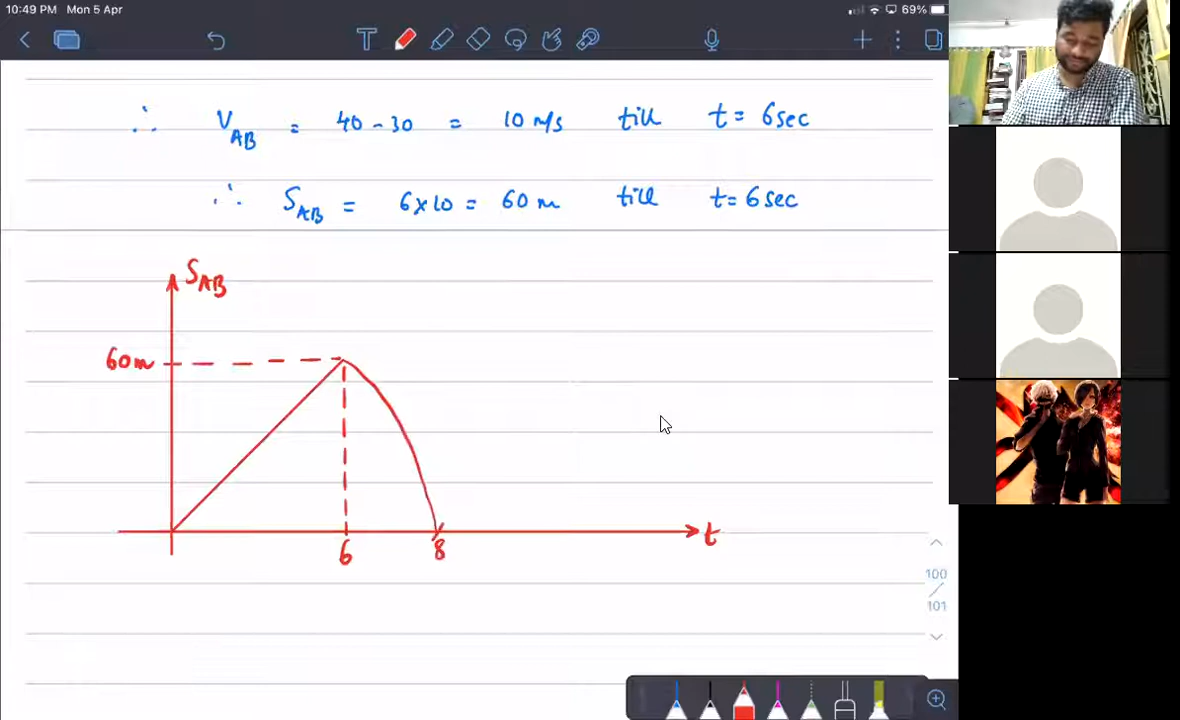 10:49 PM Mon 5 Apr 69%
T
∴ V_AB = 40 - 30 = 10 m/s till t = 6sec
∴ S_AB = 6 × 10 = 60 m till t = 6sec
S_AB
60m
t
6 8
100
/
101